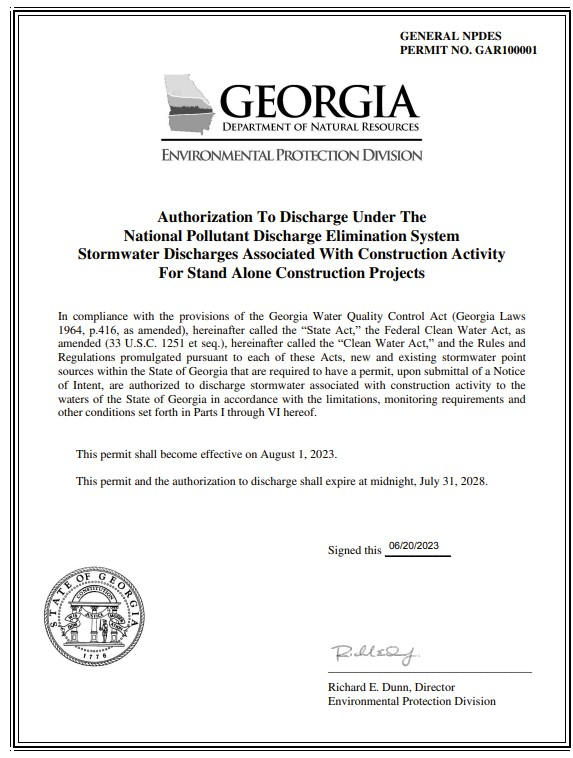 GENERAL NPDES
PERMIT NO. GAR100001
GEORGIA
DEPARTMENT OF NATURAL RESOURCES
ENVIRONMENTAL PROTECTION DIVISION
Authorization To Discharge Under The
National Pollutant Discharge Elimination System
Stormwater Discharges Associated With Construction Activity
For Stand Alone Construction Projects
In compliance with the provisions of the Georgia Water Quality Control Act (Georgia Laws
1964, p.416, as amended), hereinafter called the “State Act,” the Federal Clean Water Act, as
amended (33 U.S.C. 1251 et seq.), hereinafter called the “Clean Water Act,” and the Rules and
Regulations promulgated pursuant to each of these Acts, new and existing stormwater point
sources within the State of Georgia that are required to have a permit, upon submittal of a Notice
of Intent, are authorized to discharge stormwater associated with construction activity to the
waters of the State of Georgia in accordance with the limitations, monitoring requirements and
other conditions set forth in Parts I through VI hereof.
This permit shall become effective on August 1, 2023.
This permit and the authorization to discharge shall expire at midnight, July 31, 2028.
Signed this 06/20/2023
STATE OF GEORGIA
CONSTITUTION
1776
Richard E. Dunn, Director
Environmental Protection Division